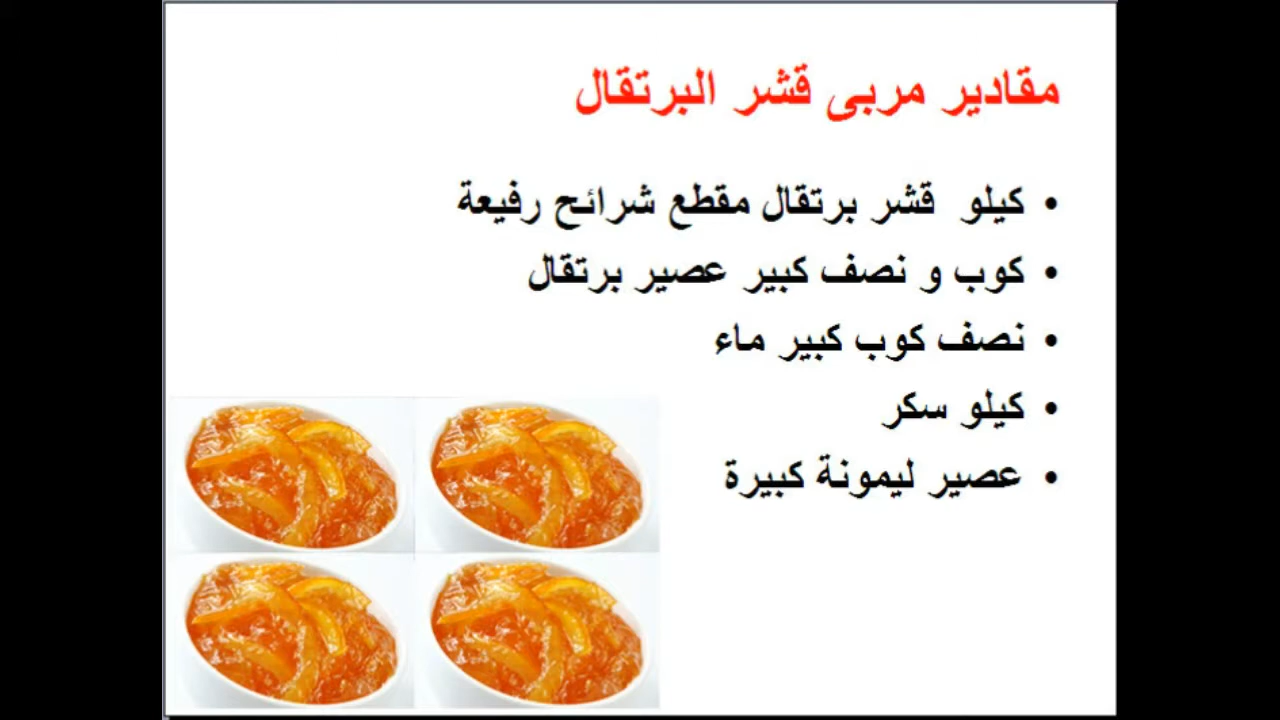 مقادير مربى قشر البرتقال
• كيلو قشر برتقال مقطع شرائح رفيعة
• كوب و نصف كبير عصير برتقال
• نصف كوب كبير ماء
• كيلو سكر
• عصير ليمونة كبيرة